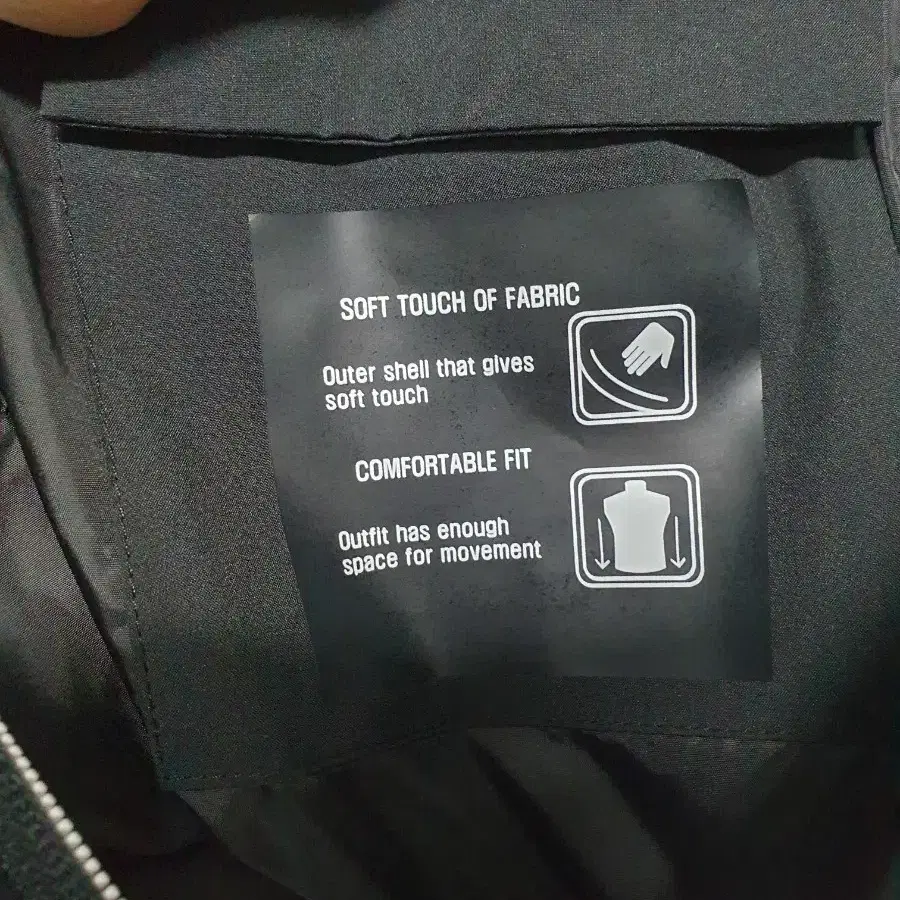 SOFT TOUCH OF FABRIC
Outer shell that gives
soft touch
COMFORTABLE FIT
Outfit has enough
space for movement